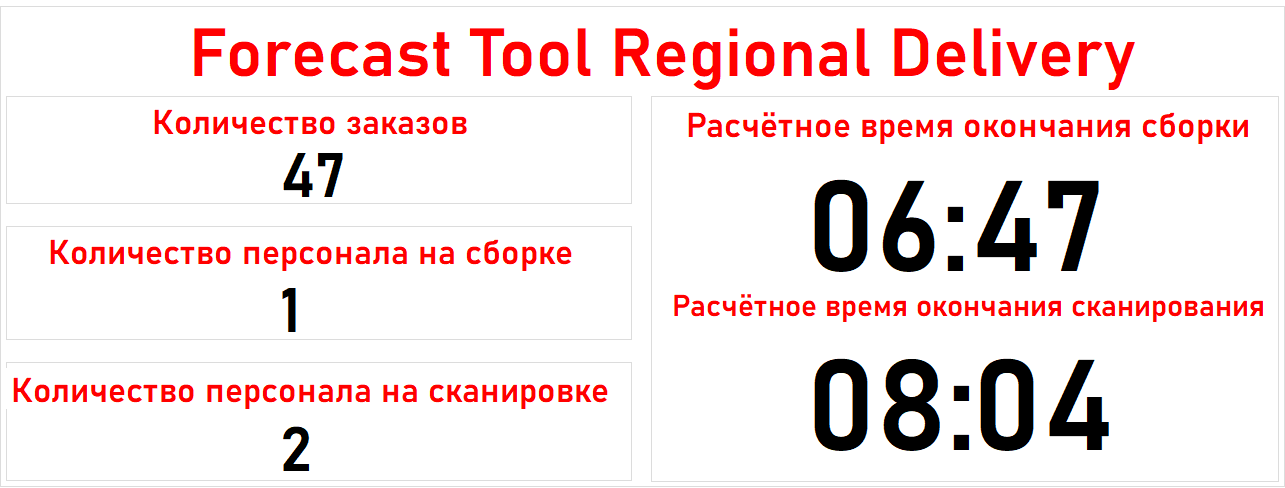 Forecast Tool Regional Delivery
Количество заказов
47
Количество персонала на сборке
1
Количество персонала на сканировке
2
Расчётное время окончания сборки
06:47
Расчётное время окончания сканирования
08:04